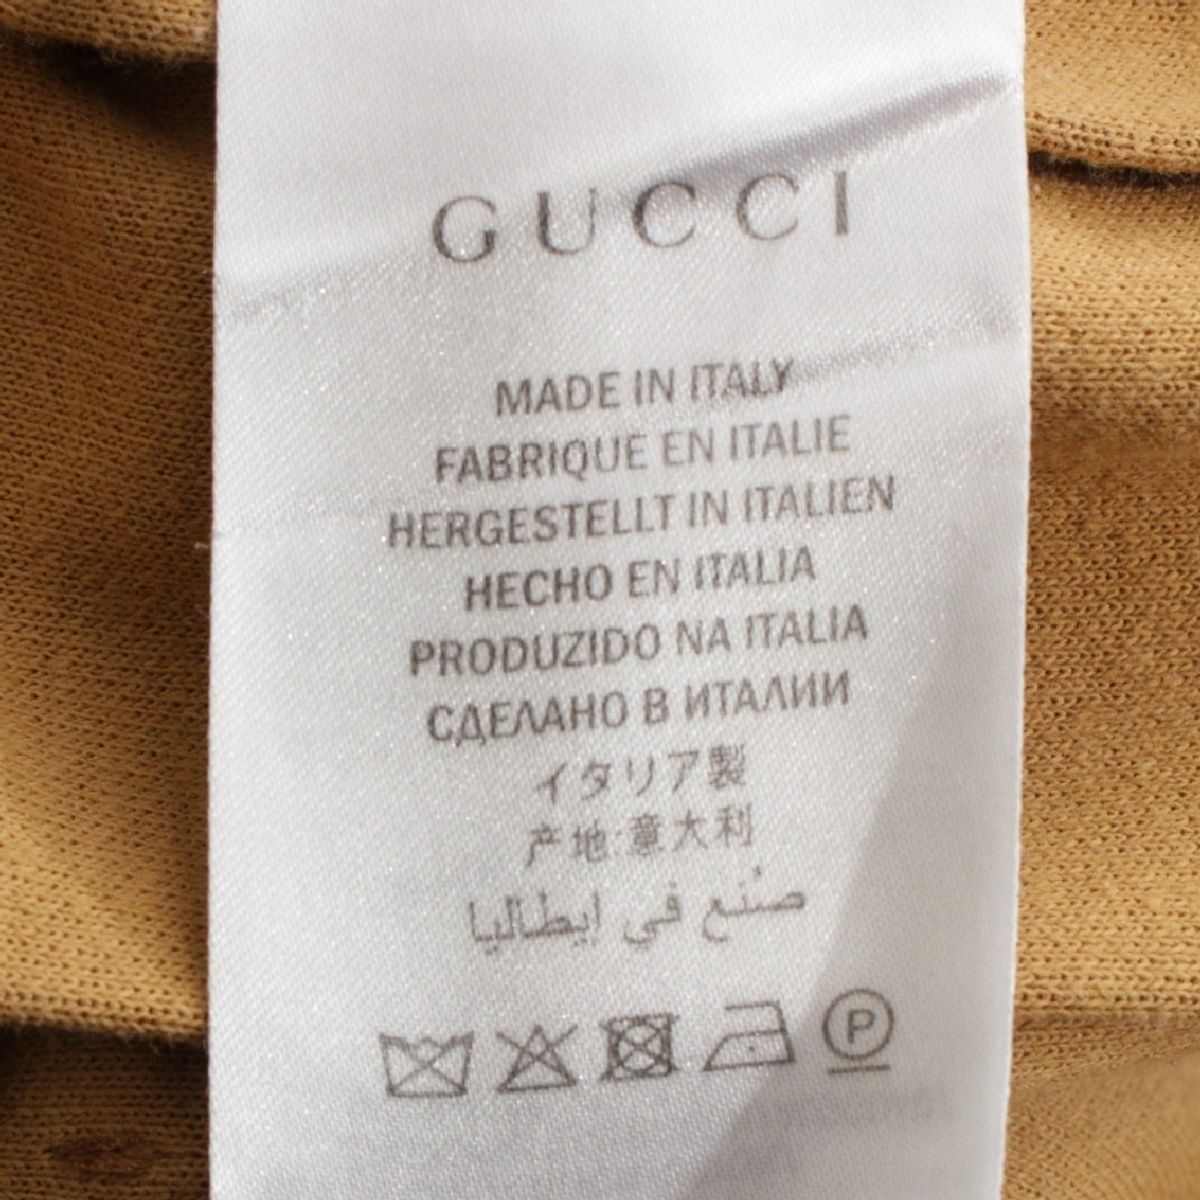 GUCCI
MADE IN ITALY
FABRIQUE EN ITALIE
HERGESTELLT IN ITALIEN
HECHO EN ITALIA
PRODUZIDO NA ITALIA
СДЕЛАНО В ИТАЛИИ
イタリア製
产地:意大利
صُنع في إيطاليا
P